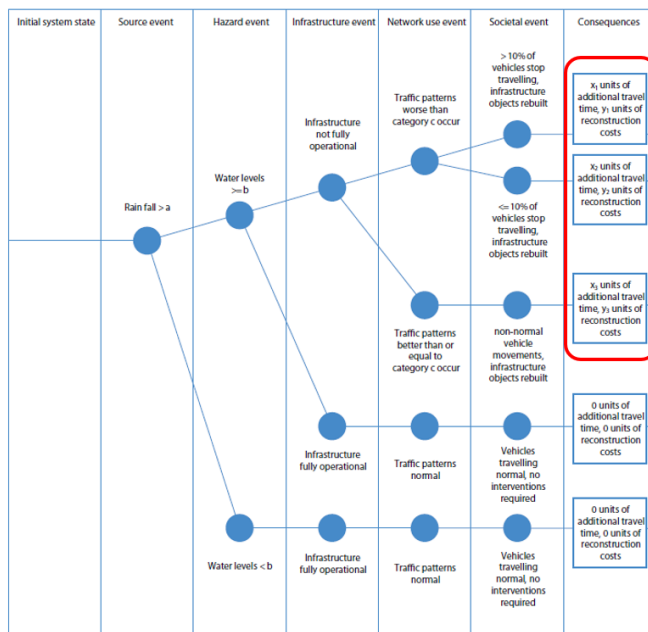 Initial system state
Source event
Hazard event
Infrastructure event
Network use event
Societal event
Consequences
> 10% of
vehicles stop
travelling,
infrastructure
objects rebuilt
Traffic patterns
worse than
category c occur
Infrastructure
not fully
operational
Water levels
>= b
Rain fall > a
x₁ units of
additional travel
time, y₁ units of
reconstruction
costs
x₂ units of
additional travel
time, y₂ units of
reconstruction
costs
<= 10% of
vehicles stop
travelling,
infrastructure
objects rebuilt
x₃ units of
additional travel
time, y₃ units of
reconstruction
costs
Traffic patterns
better than or
equal to
category c occur
non-normal
vehicle
movements,
infrastructure
objects rebuilt
0 units of
additional travel
time, 0 units of
reconstruction
costs
Infrastructure
fully operational
Traffic patterns
normal
Vehicles
travelling
normal, no
interventions
required
0 units of
additional travel
time, 0 units of
reconstruction
costs
Water levels < b
Infrastructure
fully operational
Traffic patterns
normal
Vehicles
travelling
normal, no
interventions
required